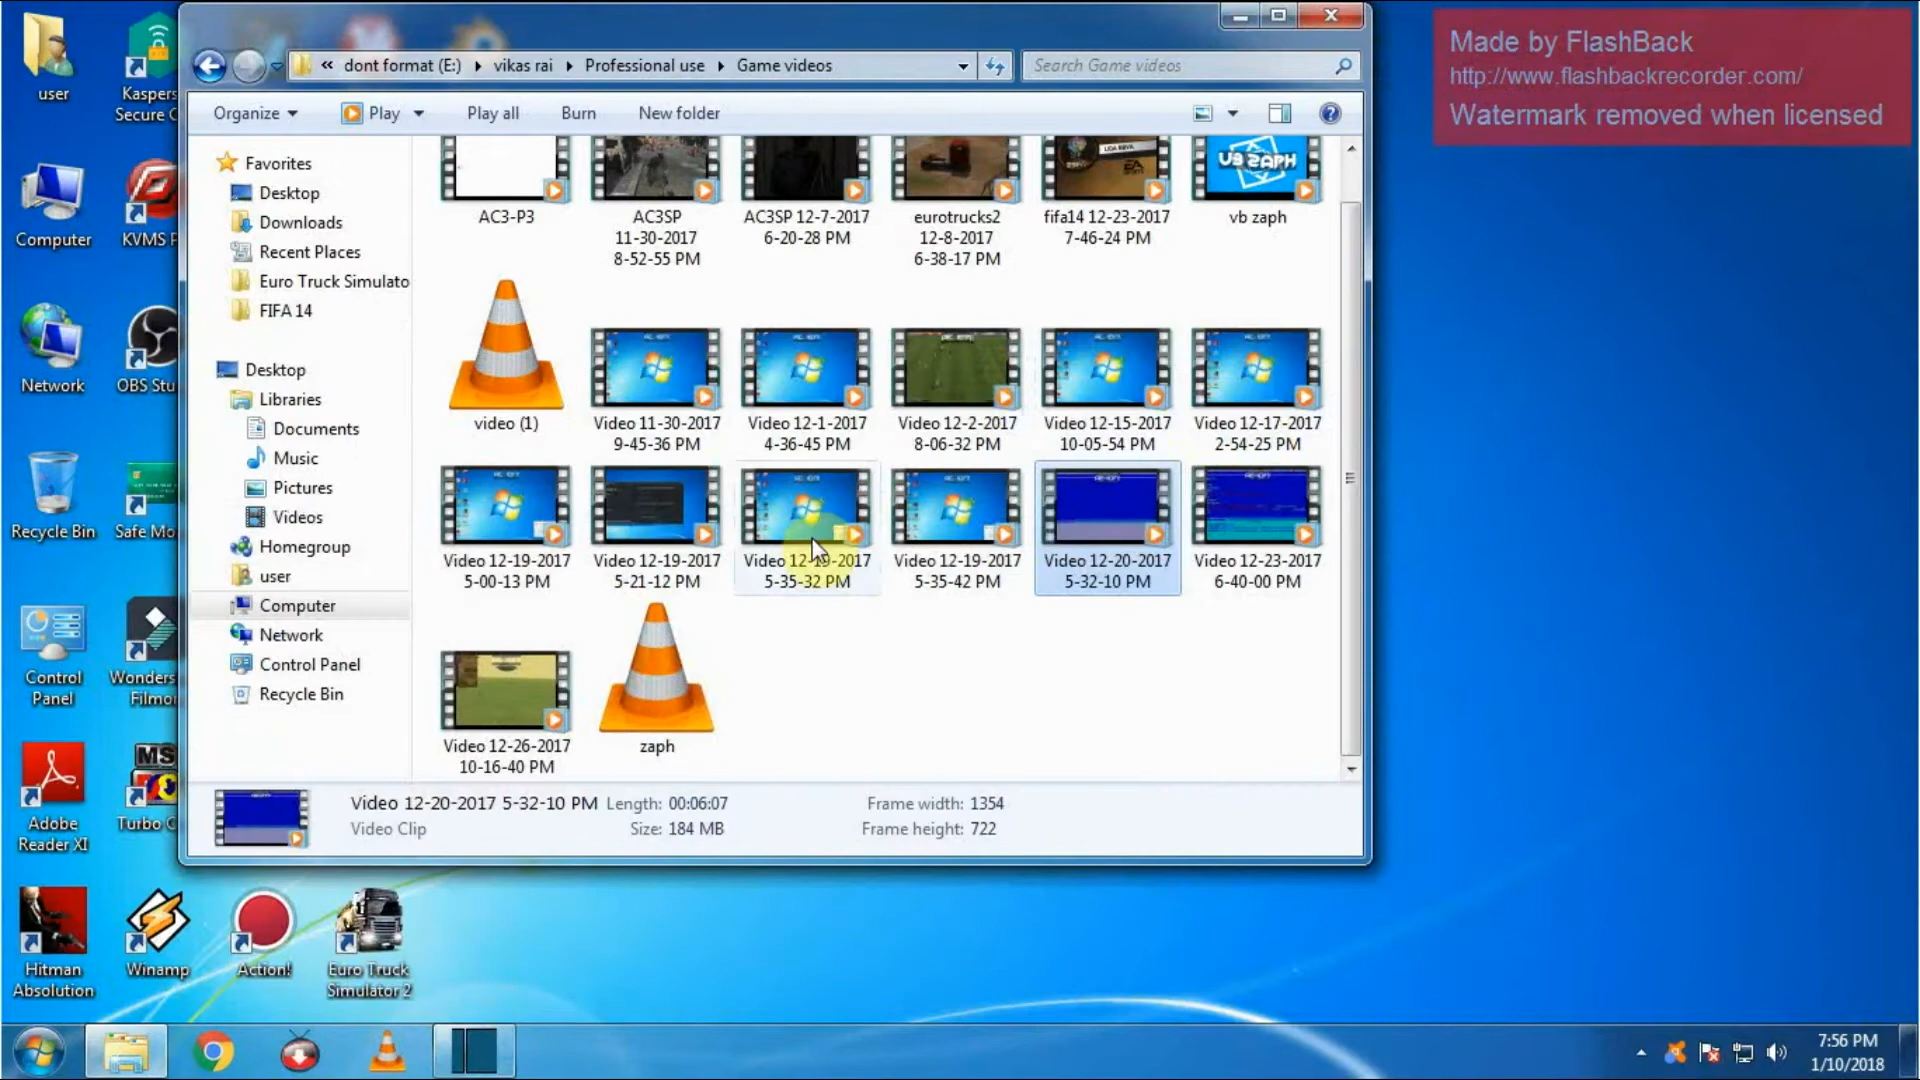 Made by FlashBack
http://www.flashbackrecorder.com/
Watermark removed when licensed
user
Kaspers
Secure C
Computer
KVMS P
Network
OBS Stu
Recycle Bin
Safe Mo
Control
Panel
Wonders
Filmor
Adobe
Reader XI
MS
Turbo C
Hitman
Absolution
Winamp
Action!
Euro Truck
Simulator 2
« dont format (E:) vikas rai Professional use Game videos
Search Game videos
Organize Play Play all Burn New folder
Favorites
Desktop
Downloads
Recent Places
Euro Truck Simulato
FIFA 14
Desktop
Libraries
Documents
Music
Pictures
Videos
Homegroup
user
Computer
Network
Control Panel
Recycle Bin
AC3-P3
AC3SP
11-30-2017
8-52-55 PM
AC3SP 12-7-2017
6-20-28 PM
eurotrucks2
12-8-2017
6-38-17 PM
LIGA BBVA
EA
SPORTS
fifa14 12-23-2017
7-46-24 PM
vb zaph
video (1)
Video 11-30-2017
9-45-36 PM
Video 12-1-2017
4-36-45 PM
Video 12-2-2017
8-06-32 PM
Video 12-15-2017
10-05-54 PM
Video 12-17-2017
2-54-25 PM
Video 12-19-2017
5-00-13 PM
Video 12-19-2017
5-21-12 PM
Video 12-19-2017
5-35-32 PM
Video 12-19-2017
5-35-42 PM
Video 12-20-2017
5-32-10 PM
Video 12-23-2017
6-40-00 PM
Video 12-26-2017
10-16-40 PM
zaph
Video 12-20-2017 5-32-10 PM Length: 00:06:07 Frame width: 1354
Video Clip Size: 184 MB Frame height: 722
7:56 PM
1/10/2018